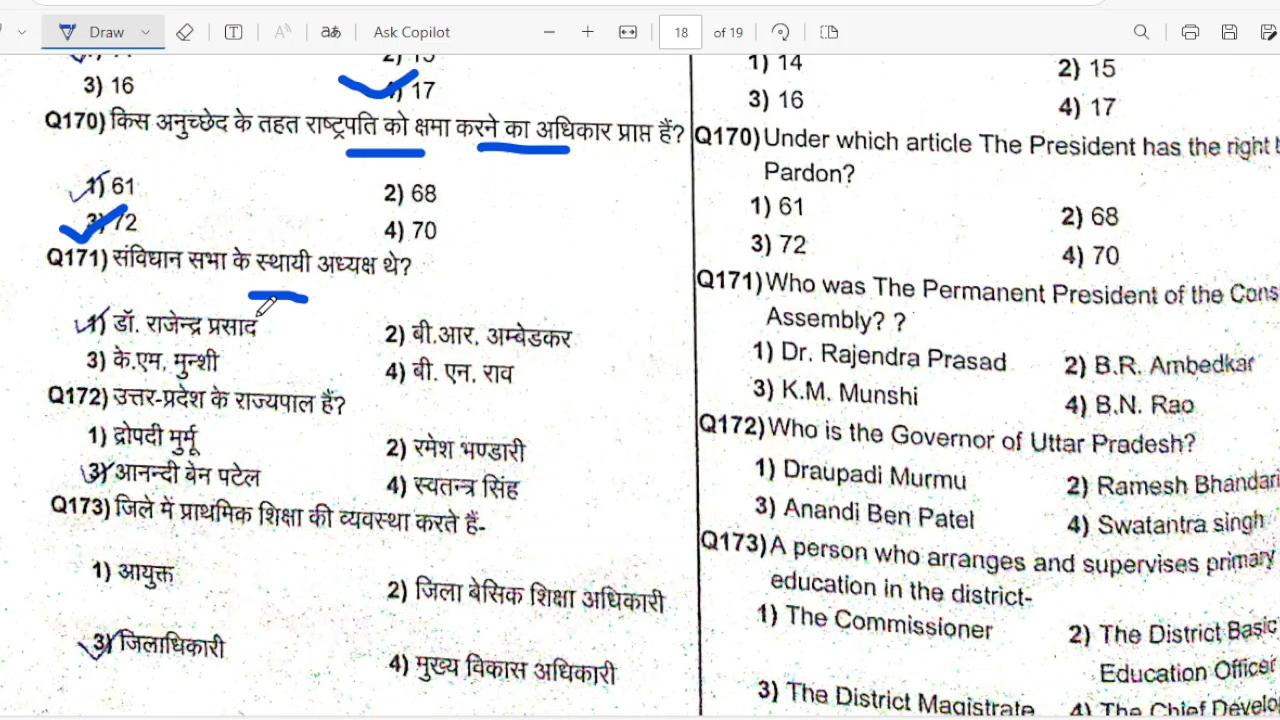 Draw
Ask Copilot
18 of 19
3) 16
4) 17
Q170) किस अनुच्छेद के तहत राष्ट्रपति को क्षमा करने का अधिकार प्राप्त हैं?
1) 61
2) 68
3) 72
4) 70
Q171) संविधान सभा के स्थायी अध्यक्ष थे?
1) डॉ. राजेन्द्र प्रसाद
2) बी.आर. अम्बेडकर
3) के.एम. मुन्शी
4) बी. एन. राव
Q172) उत्तर-प्रदेश के राज्यपाल हैं?
1) द्रोपदी मुर्मू
2) रमेश भण्डारी
3) आनन्दी बेन पटेल
4) स्वतन्त्र सिंह
Q173) जिले में प्राथमिक शिक्षा की व्यवस्था करते हैं-
1) आयुक्त
2) जिला बेसिक शिक्षा अधिकारी
3) जिलाधिकारी
4) मुख्य विकास अधिकारी
1) 14
2) 15
3) 16
4) 17
Q170) Under which article The President has the right
Pardon?
1) 61
2) 68
3) 72
4) 70
Q171) Who was The Permanent President of the Cons
Assembly? ?
1) Dr. Rajendra Prasad
2) B.R. Ambedkar
3) K.M. Munshi
4) B.N. Rao
Q172) Who is the Governor of Uttar Pradesh?
1) Draupadi Murmu
2) Ramesh Bhandari
3) Anandi Ben Patel
4) Swatantra singh
Q173) A person who arranges and supervises primary
education in the district-
1) The Commissioner
2) The District Basic
Education Officer
3) The District Magistrate
4) The Chief Develo